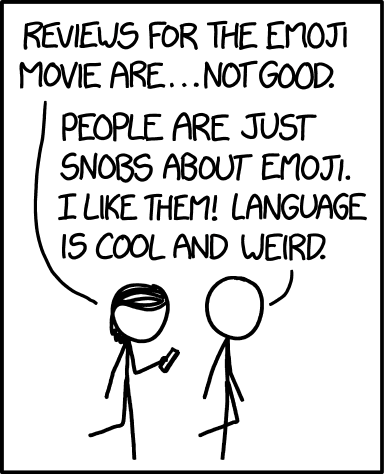 REVIEWS FOR THE EMOJI
MOVIE ARE...NOT GOOD.
PEOPLE ARE JUST
SNOBS ABOUT EMOJI.
I LIKE THEM! LANGUAGE
IS COOL AND WEIRD.